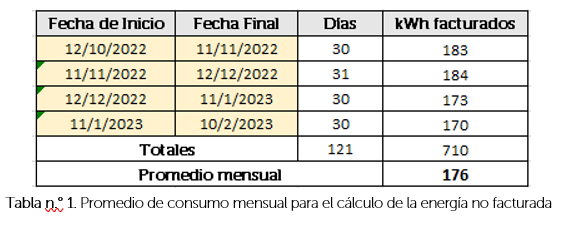 Fecha de Inicio Fecha Final Días kWh facturados
12/10/2022 11/11/2022 30 183
11/11/2022 12/12/2022 31 184
12/12/2022 11/1/2023 30 173
11/1/2023 10/2/2023 30 170
Totales 121 710
Promedio mensual 176
Tabla n.° 1. Promedio de consumo mensual para el cálculo de la energía no facturada